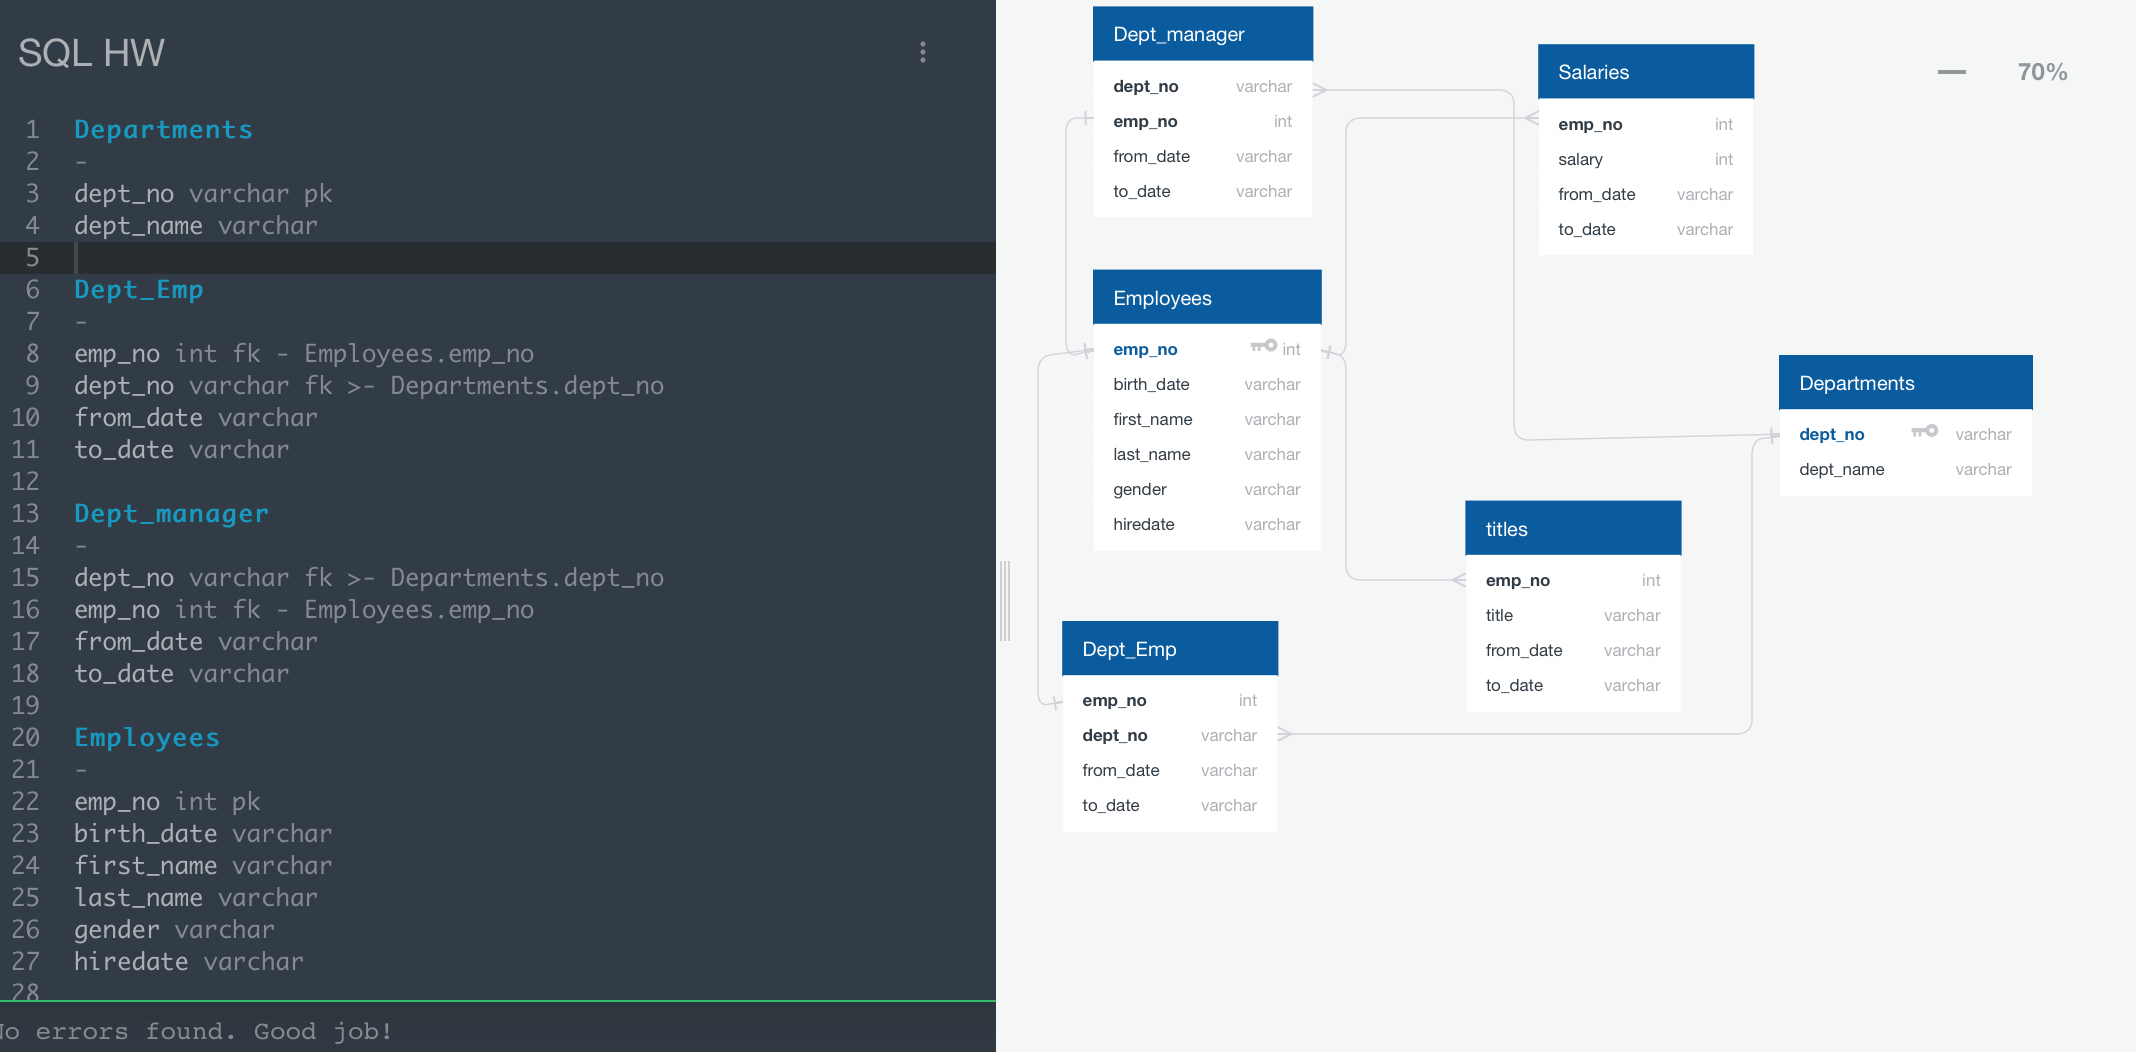 SQL HW
1 Departments
2 -
3 dept_no varchar pk
4 dept_name varchar
5
6 Dept_Emp
7 -
8 emp_no int fk - Employees.emp_no
9 dept_no varchar fk >- Departments.dept_no
10 from_date varchar
11 to_date varchar
12
13 Dept_manager
14 -
15 dept_no varchar fk >- Departments.dept_no
16 emp_no int fk - Employees.emp_no
17 from_date varchar
18 to_date varchar
19
20 Employees
21 -
22 emp_no int pk
23 birth_date varchar
24 first_name varchar
25 last_name varchar
26 gender varchar
27 hiredate varchar
28
No errors found. Good job!
Dept_manager
dept_no varchar
emp_no int
from_date varchar
to_date varchar
Salaries
emp_no int
salary int
from_date varchar
to_date varchar
70%
Employees
emp_no int
birth_date varchar
first_name varchar
last_name varchar
gender varchar
hiredate varchar
Departments
dept_no varchar
dept_name varchar
titles
emp_no int
title varchar
from_date varchar
to_date varchar
Dept_Emp
emp_no int
dept_no varchar
from_date varchar
to_date varchar